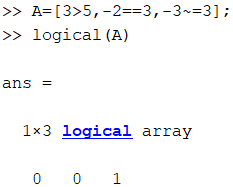 >> A=[3>5,-2==3,-3~=3];
>> logical(A)
ans =
1×3 logical array
0 0 1